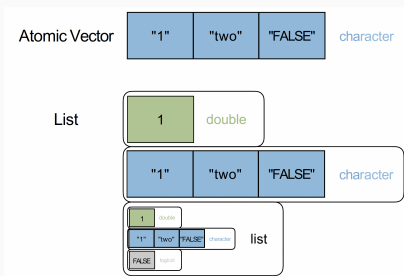 Atomic Vector "1" "two" "FALSE" character
List 1 double
"1" "two" "FALSE" character
1 double
"1" "two" "FALSE" character list
FALSE logical